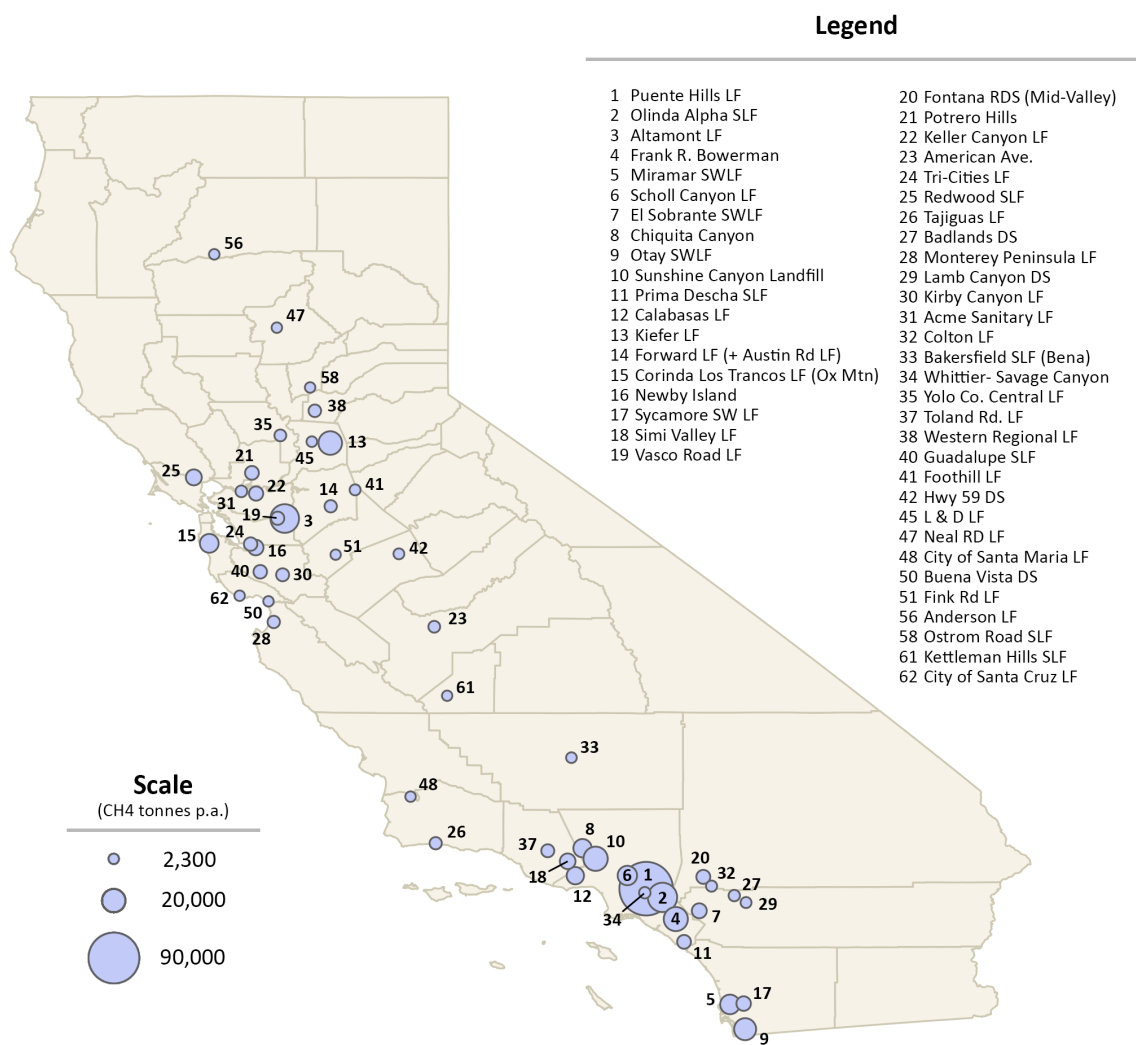 Legend
1 Puente Hills LF
2 Olinda Alpha SLF
3 Altamont LF
4 Frank R. Bowerman
5 Miramar SWLF
6 Scholl Canyon LF
7 El Sobrante SWLF
8 Chiquita Canyon
9 Otay SWLF
10 Sunshine Canyon Landfill
11 Prima Descha SLF
12 Calabasas LF
13 Kiefer LF
14 Forward LF (+ Austin Rd LF)
15 Corinda Los Trancos LF (Ox Mtn)
16 Newby Island
17 Sycamore SW LF
18 Simi Valley LF
19 Vasco Road LF
20 Fontana RDS (Mid-Valley)
21 Potrero Hills
22 Keller Canyon LF
23 American Ave.
24 Tri-Cities LF
25 Redwood SLF
26 Tajiguas LF
27 Badlands DS
28 Monterey Peninsula LF
29 Lamb Canyon DS
30 Kirby Canyon LF
31 Acme Sanitary LF
32 Colton LF
33 Bakersfield SLF (Bena)
34 Whittier- Savage Canyon
35 Yolo Co. Central LF
37 Toland Rd. LF
38 Western Regional LF
40 Guadalupe SLF
41 Foothill LF
42 Hwy 59 DS
45 L & D LF
47 Neal RD LF
48 City of Santa Maria LF
50 Buena Vista DS
51 Fink Rd LF
56 Anderson LF
58 Ostrom Road SLF
61 Kettleman Hills SLF
62 City of Santa Cruz LF
56
47
58
38
35
45
13
21
25
22
31
14
41
19
3
15
24
16
51
42
40
30
62
50
28
23
61
33
48
26
37
8
10
18
12
6
1
2
34
4
20
32
27
29
7
11
5
17
9
Scale
(CH4 tonnes p.a.)
2,300
20,000
90,000